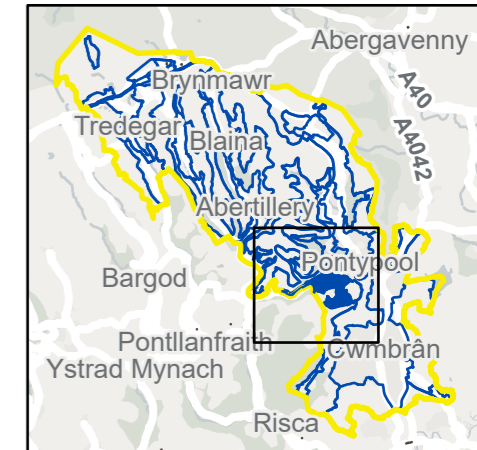 Abergavenny
Brynmawr
A40
Tredegar
Blaina
A4042
Abertillery
Pontypool
Bargod
Pontllanfraith
Cwmbrân
Ystrad Mynach
Risca